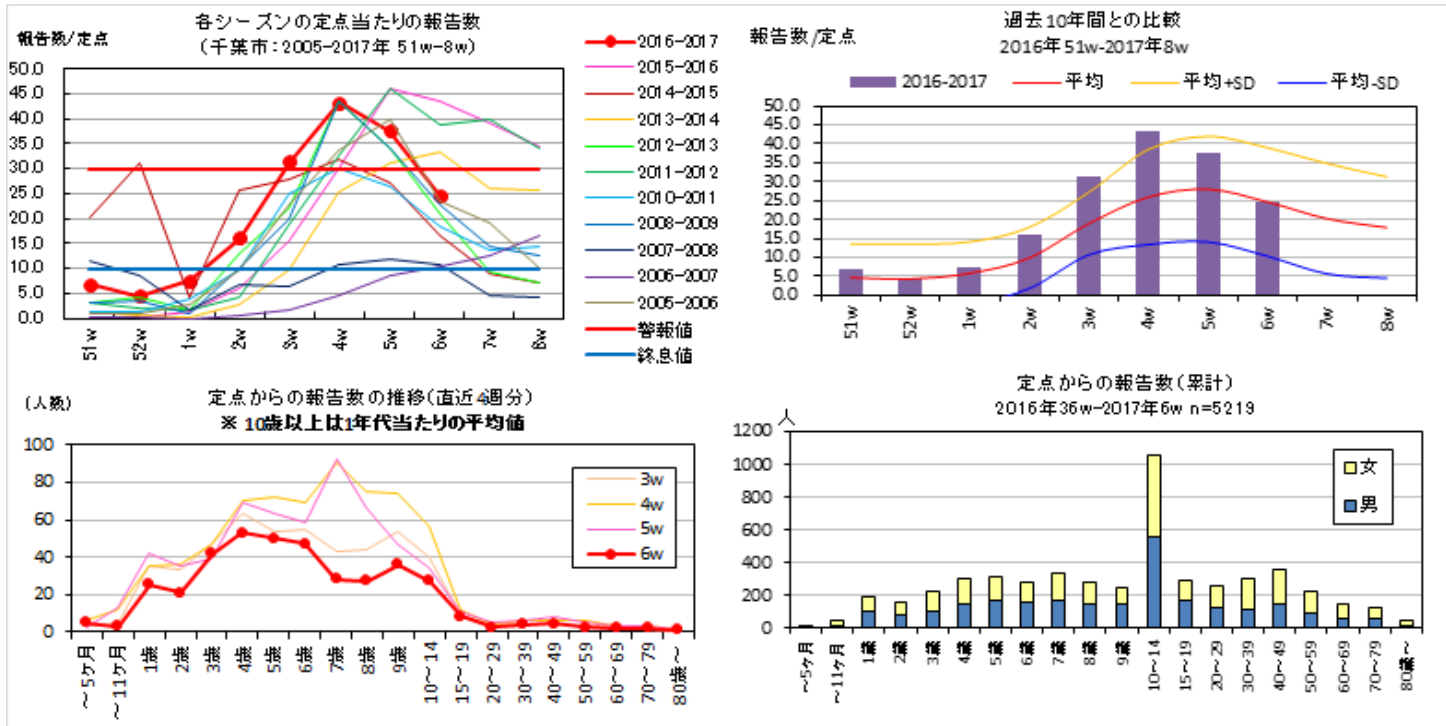 各シーズンの定点当たりの報告数
(千葉市:2005-2017年 51w-8w)
報告数/定点
50.0
45.0
40.0
35.0
30.0
25.0
20.0
15.0
10.0
5.0
0.0
51w
52w
1w
2w
3w
4w
5w
6w
7w
8w
2016-2017
2015-2016
2014-2015
2013-2014
2012-2013
2011-2012
2010-2011
2008-2009
2007-2008
2006-2007
2005-2006
警報値
終息値
過去10年間との比較
2016年51w-2017年8w
報告数/定点
2016-2017
平均
平均+SD
平均-SD
50.0
45.0
40.0
35.0
30.0
25.0
20.0
15.0
10.0
5.0
0.0
51w
52w
1w
2w
3w
4w
5w
6w
7w
8w
定点からの報告数の推移(直近4週分)
※ 10歳以上は1年代当たりの平均値
(人数)
100
80
60
40
20
0
3w
4w
5w
6w
~5ヶ月
~11ヶ月
1歳
2歳
3歳
4歳
5歳
6歳
7歳
8歳
9歳
10~14
15~19
20~29
30~39
40~49
50~59
60~69
70~79
80歳~
定点からの報告数(累計)
2016年36w-2017年6w n=5219
人
1200
1000
800
600
400
200
0
女
男
~5ヶ月
~11ヶ月
1歳
2歳
3歳
4歳
5歳
6歳
7歳
8歳
9歳
10~14
15~19
20~29
30~39
40~49
50~59
60~69
70~79
80歳~